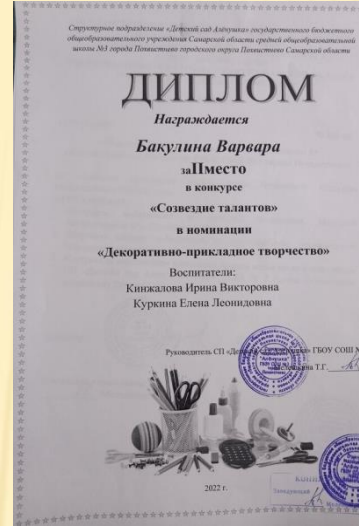 Структурное подразделение «Детский сад Алёнушка» государственного бюджетного
общеобразовательного учреждения Самарской области средней общеобразовательной
школы №3 города Похвистнево городского округа Похвистнево Самарской области
ДИПЛОМ
Награждается
Бакулина Варвара
заIIместо
в конкурсе
«Созвездие талантов»
в номинации
«Декоративно-прикладное творчество»
Воспитатели:
Кинжалова Ирина Викторовна
Куркина Елена Леонидовна
Руководитель СП ГБОУ СОШ
Т.Г.
2022 г.